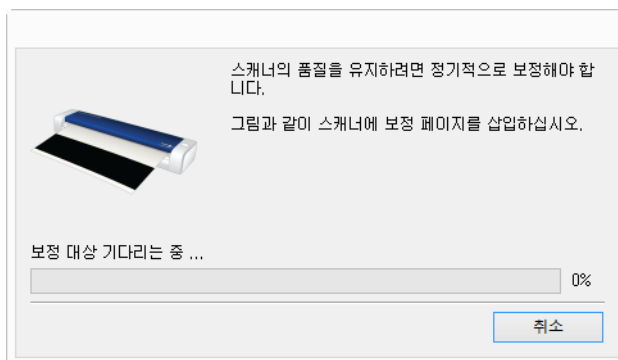 스캐너의 품질을 유지하려면 정기적으로 보정해야 합
니다.
그림과 같이 스캐너에 보정 페이지를 삽입하십시오.
보정 대상 기다리는 중 ...
0%
취소